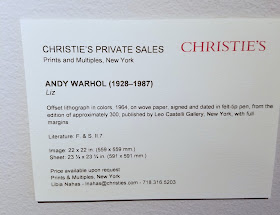 CHRISTIE'S PRIVATE SALES
CHRISTIE'S
Prints and Multiples, New York
ANDY WARHOL (1928–1987)
Liz
Offset lithograph in colors, 1964, on wove paper, signed and dated in felt-tip pen, from the
edition of approximately 300, published by Leo Castelli Gallery, New York, with full
margins
Literature: F. & S. II.7
Image: 22 x 22 in. (559 x 559 mm.)
Sheet: 23 ¼ x 23 ¼ in. (591 x 591 mm.)
Price available upon request
Prints & Multiples, New York
Libia Nahas - lnahas@christies.com - 718.316.5203